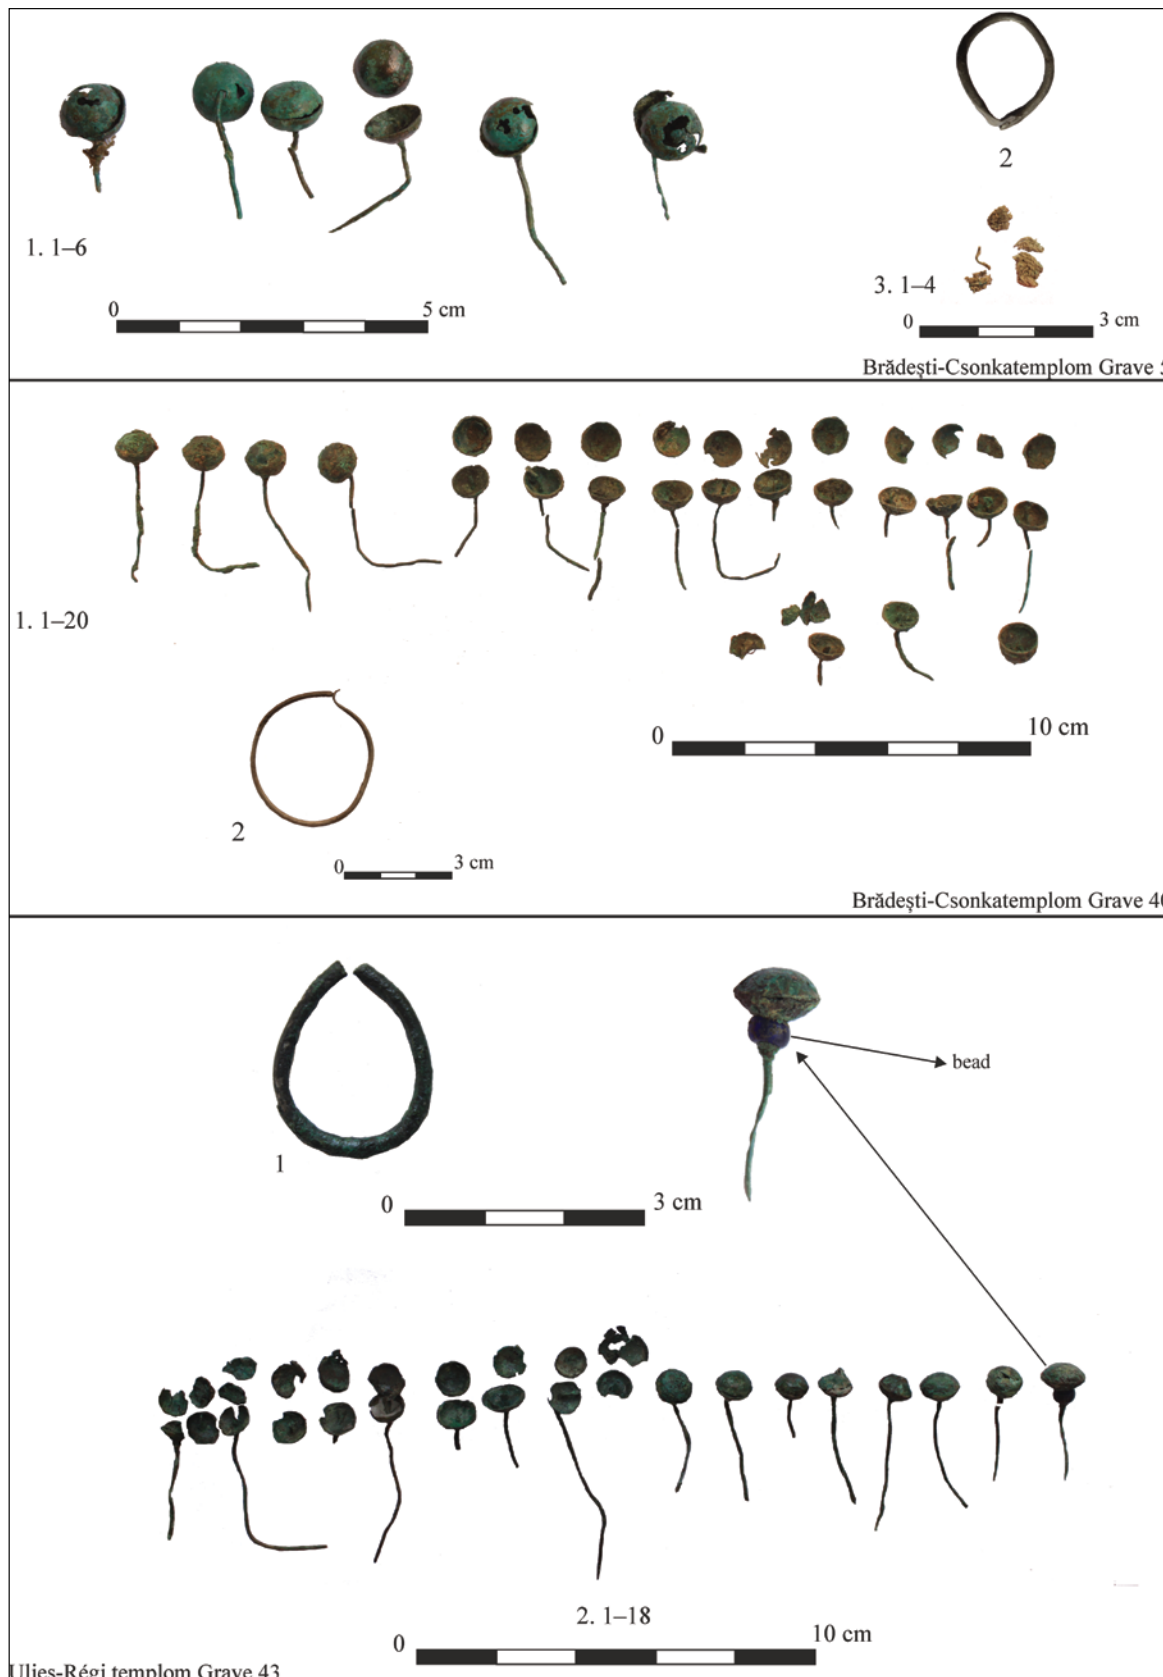 2
1. 1–6
3. 1–4
0 5 cm
0 3 cm
Brădești-Csonkatemplom Grave
1. 1–20
0 10 cm
2
0 3 cm
Brădești-Csonkatemplom Grave 40
bead
1
0 3 cm
2. 1–18
0 10 cm
Ulieș-Régi templom Grave 43